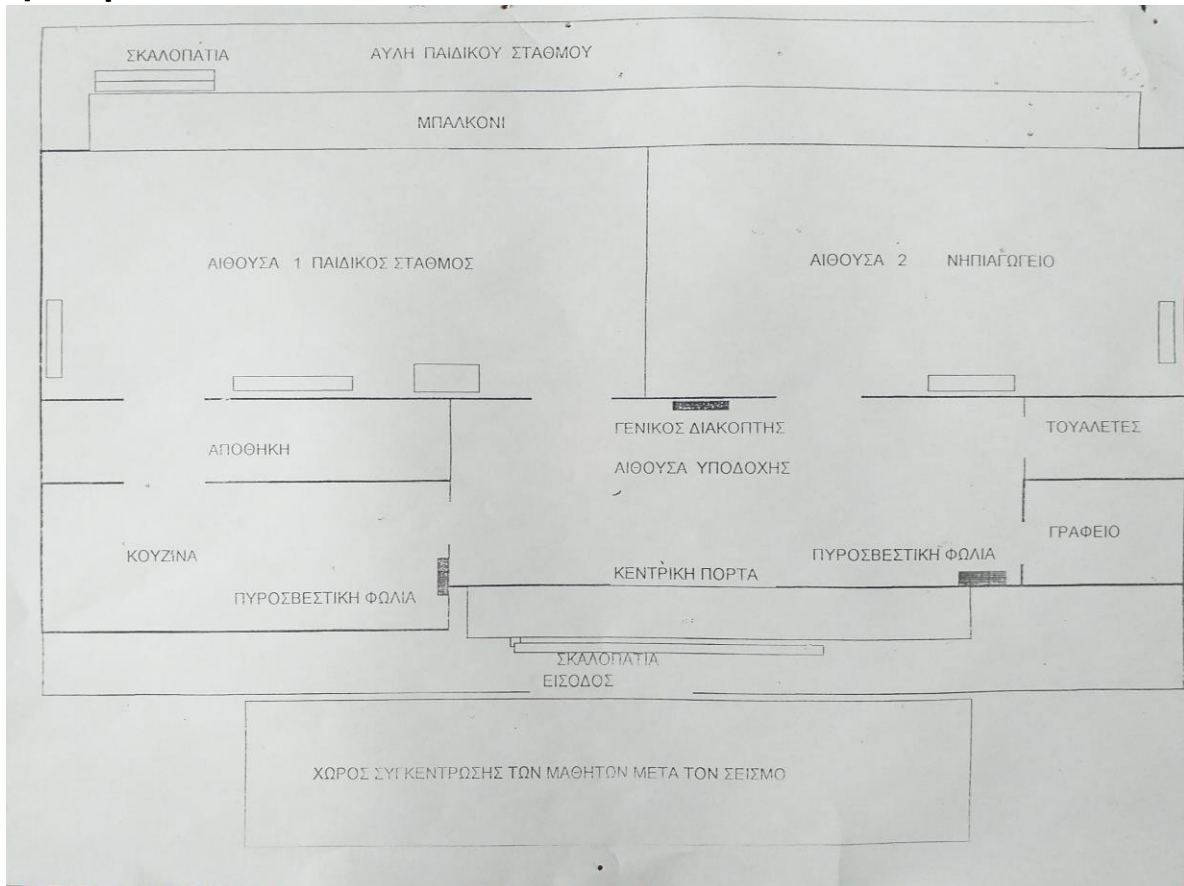 ΣΚΑΛΟΠΑΤΙΑ ΑΥΛΗ ΠΑΙΔΙΚΟΥ ΣΤΑΘΜΟΥ
ΜΠΑΛΚΟΝΙ
ΑΙΘΟΥΣΑ 1 ΠΑΙΔΙΚΟΣ ΣΤΑΘΜΟΣ
ΑΙΘΟΥΣΑ 2 ΝΗΠΙΑΓΩΓΕΙΟ
ΓΕΝΙΚΟΣ ΔΙΑΚΟΠΤΗΣ
ΤΟΥΑΛΕΤΕΣ
ΑΠΟΘΗΚΗ
ΑΙΘΟΥΣΑ ΥΠΟΔΟΧΗΣ
ΓΡΑΦΕΙΟ
ΚΟΥΖΙΝΑ
ΠΥΡΟΣΒΕΣΤΙΚΗ ΦΩΛΙΑ
ΚΕΝΤΡΙΚΗ ΠΟΡΤΑ
ΠΥΡΟΣΒΕΣΤΙΚΗ ΦΩΛΙΑ
ΣΚΑΛΟΠΑΤΙΑ
ΕΙΣΟΔΟΣ
ΧΩΡΟΣ ΣΥΓΚΕΝΤΡΩΣΗΣ ΤΩΝ ΜΑΘΗΤΩΝ ΜΕΤΑ ΤΟΝ ΣΕΙΣΜΟ